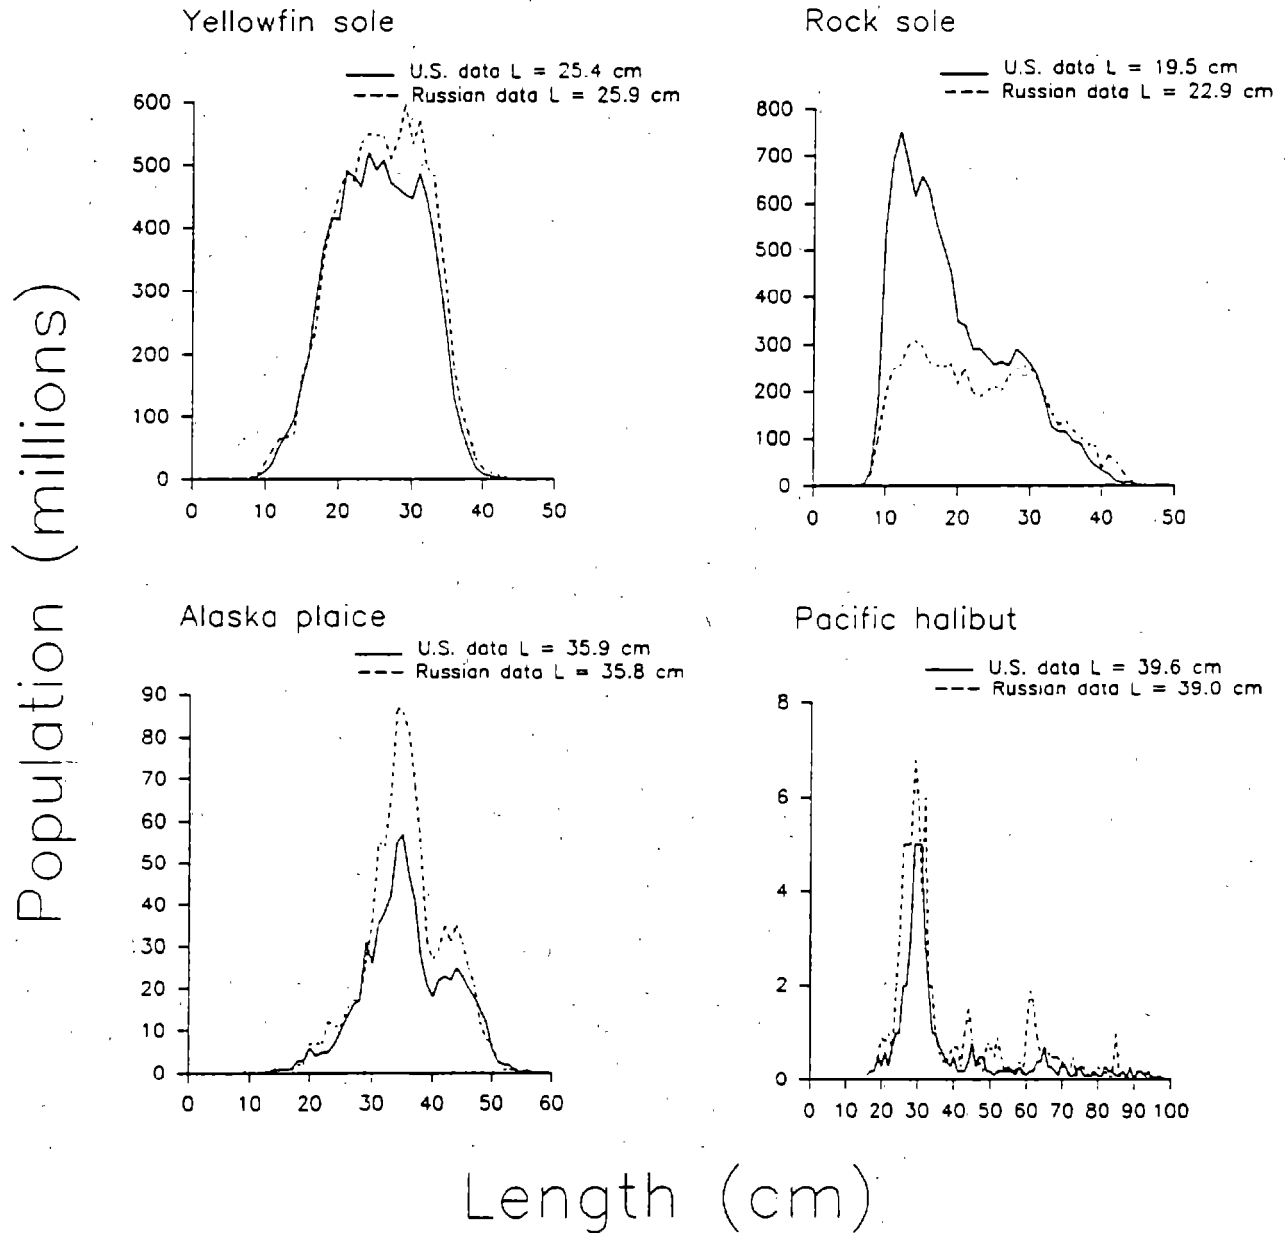 Yellowfin sole
U.S. data L = 25.4 cm
Russian data L = 25.9 cm
600
500
400
300
200
100
0
0 10 20 30 40 50
Rock sole
U.S. data L = 19.5 cm
Russian data L = 22.9 cm
800
700
600
500
400
300
200
100
0
0 10 20 30 40 50
Population (millions)
Alaska plaice
U.S. data L = 35.9 cm
Russian data L = 35.8 cm
90
80
70
60
50
40
30
20
10
0
0 10 20 30 40 50 60
Pacific halibut
U.S. data L = 39.6 cm
Russian data L = 39.0 cm
8
6
4
2
0
0 10 20 30 40 50 60 70 80 90 100
Length (cm)